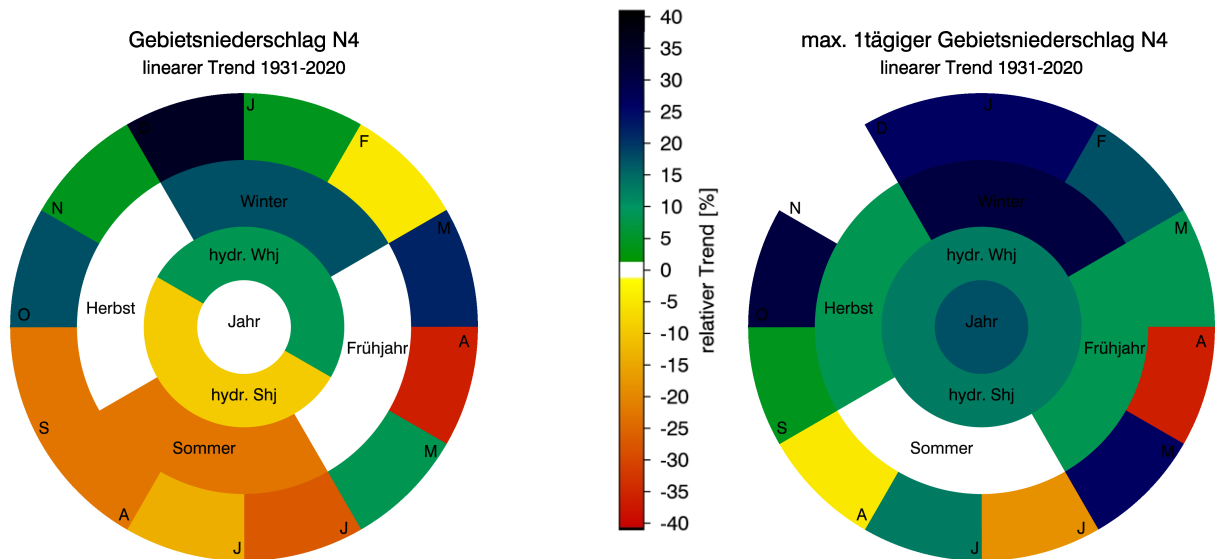 Gebietsniederschlag N4
linearer Trend 1931-2020
D
J
F
N
M
Winter
hydr. Whj
O
Herbst
Jahr
Frühjahr
A
hydr. Shj
S
Sommer
M
A
J
J
40
35
30
25
20
15
10
5
0
-5
-10
-15
-20
-25
-30
-35
-40
relativer Trend [%]
max. 1tägiger Gebietsniederschlag N4
linearer Trend 1931-2020
D
J
F
N
M
Winter
hydr. Whj
O
Herbst
Jahr
Frühjahr
A
hydr. Shj
S
Sommer
M
A
J
J